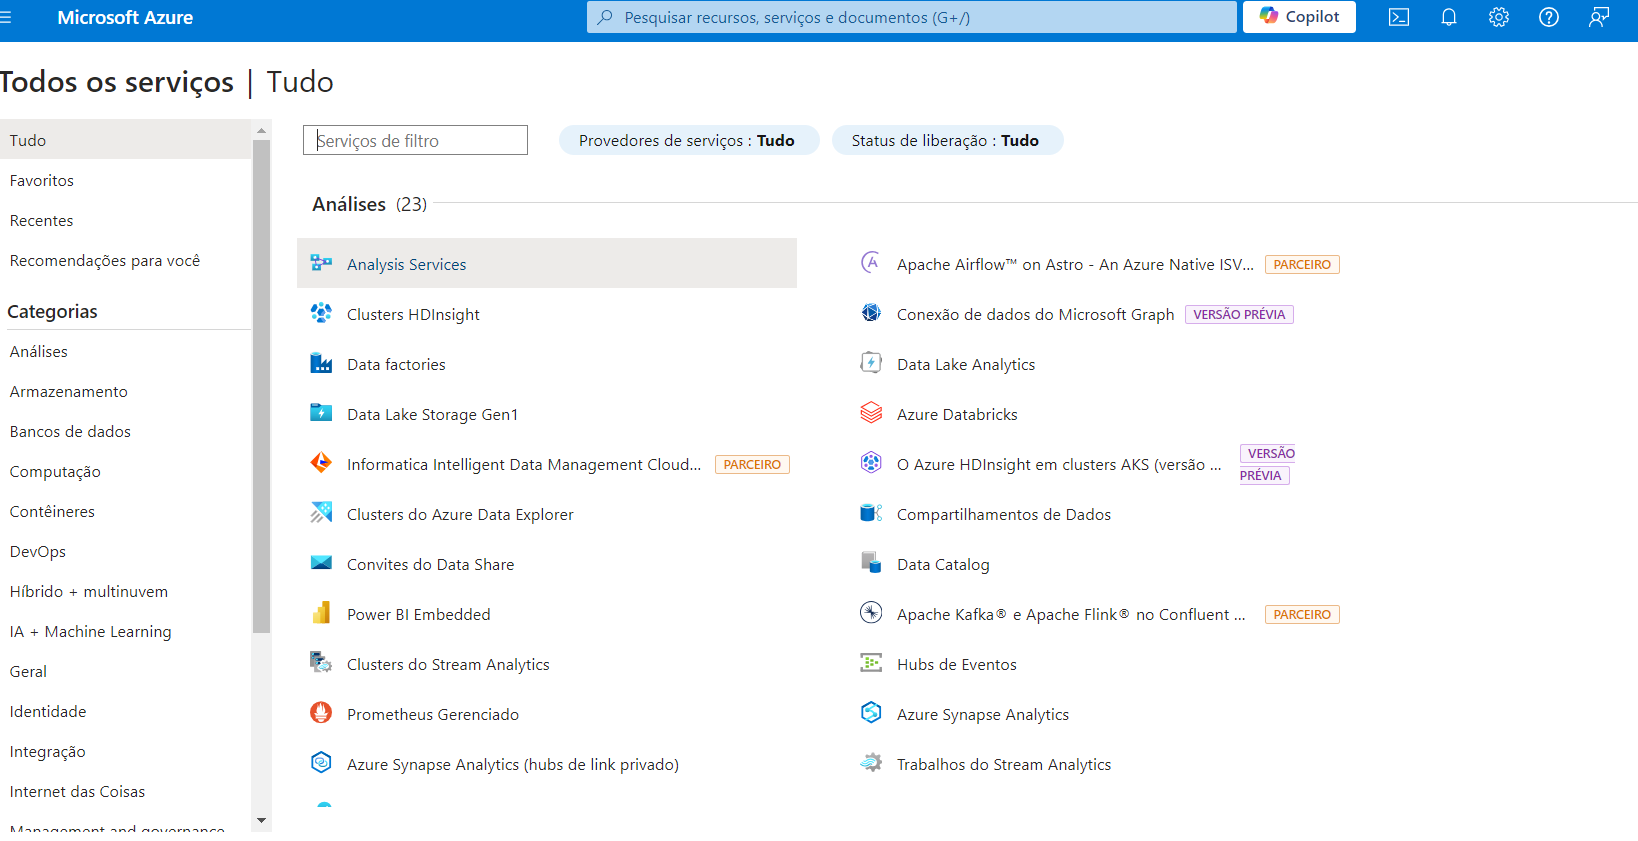 Microsoft Azure
Pesquisar recursos, serviços e documentos (G+/)
Copilot
Todos os serviços | Tudo
Tudo
Favoritos
Recentes
Recomendações para você
Categorias
Análises
Armazenamento
Bancos de dados
Computação
Contêineres
DevOps
Híbrido + multinuvem
IA + Machine Learning
Geral
Identidade
Integração
Internet das Coisas
Management and governance
Serviços de filtro
Provedores de serviços : Tudo
Status de liberação : Tudo
Análises (23)
Analysis Services
Apache Airflow™ on Astro - An Azure Native ISV... PARCEIRO
Clusters HDInsight
Conexão de dados do Microsoft Graph VERSÃO PRÉVIA
Data factories
Data Lake Analytics
Data Lake Storage Gen1
Azure Databricks
Informatica Intelligent Data Management Cloud... PARCEIRO
O Azure HDInsight em clusters AKS (versão ... VERSÃO
PRÉVIA
Clusters do Azure Data Explorer
Compartilhamentos de Dados
Convites do Data Share
Data Catalog
Power BI Embedded
Apache Kafka® e Apache Flink® no Confluent ... PARCEIRO
Clusters do Stream Analytics
Hubs de Eventos
Prometheus Gerenciado
Azure Synapse Analytics
Azure Synapse Analytics (hubs de link privado)
Trabalhos do Stream Analytics